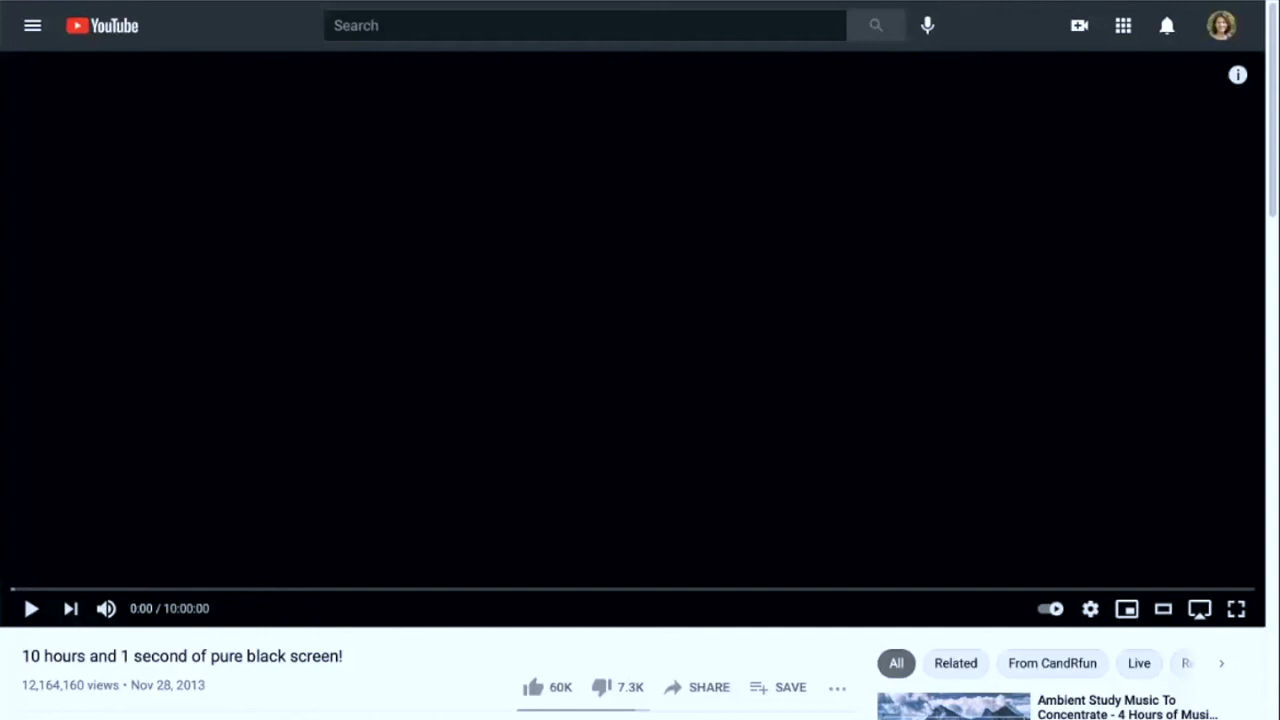 YouTube
Search
0:00 / 10:00:00
10 hours and 1 second of pure black screen!
12,164,160 views • Nov 28, 2013
60K
7.3K
SHARE
SAVE
All
Related
From CandRfun
Live
Ambient Study Music To
Concentrate - 4 Hours of Musi...